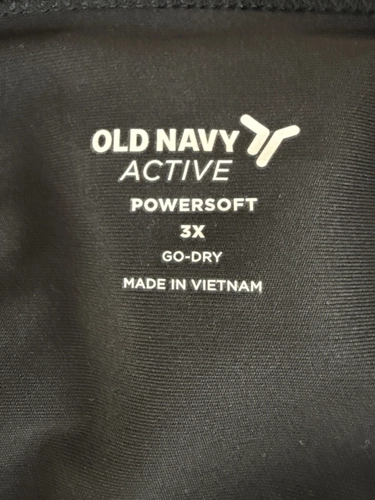 OLD NAVY
ACTIVE
POWERSOFT
3X
GO-DRY
MADE IN VIETNAM